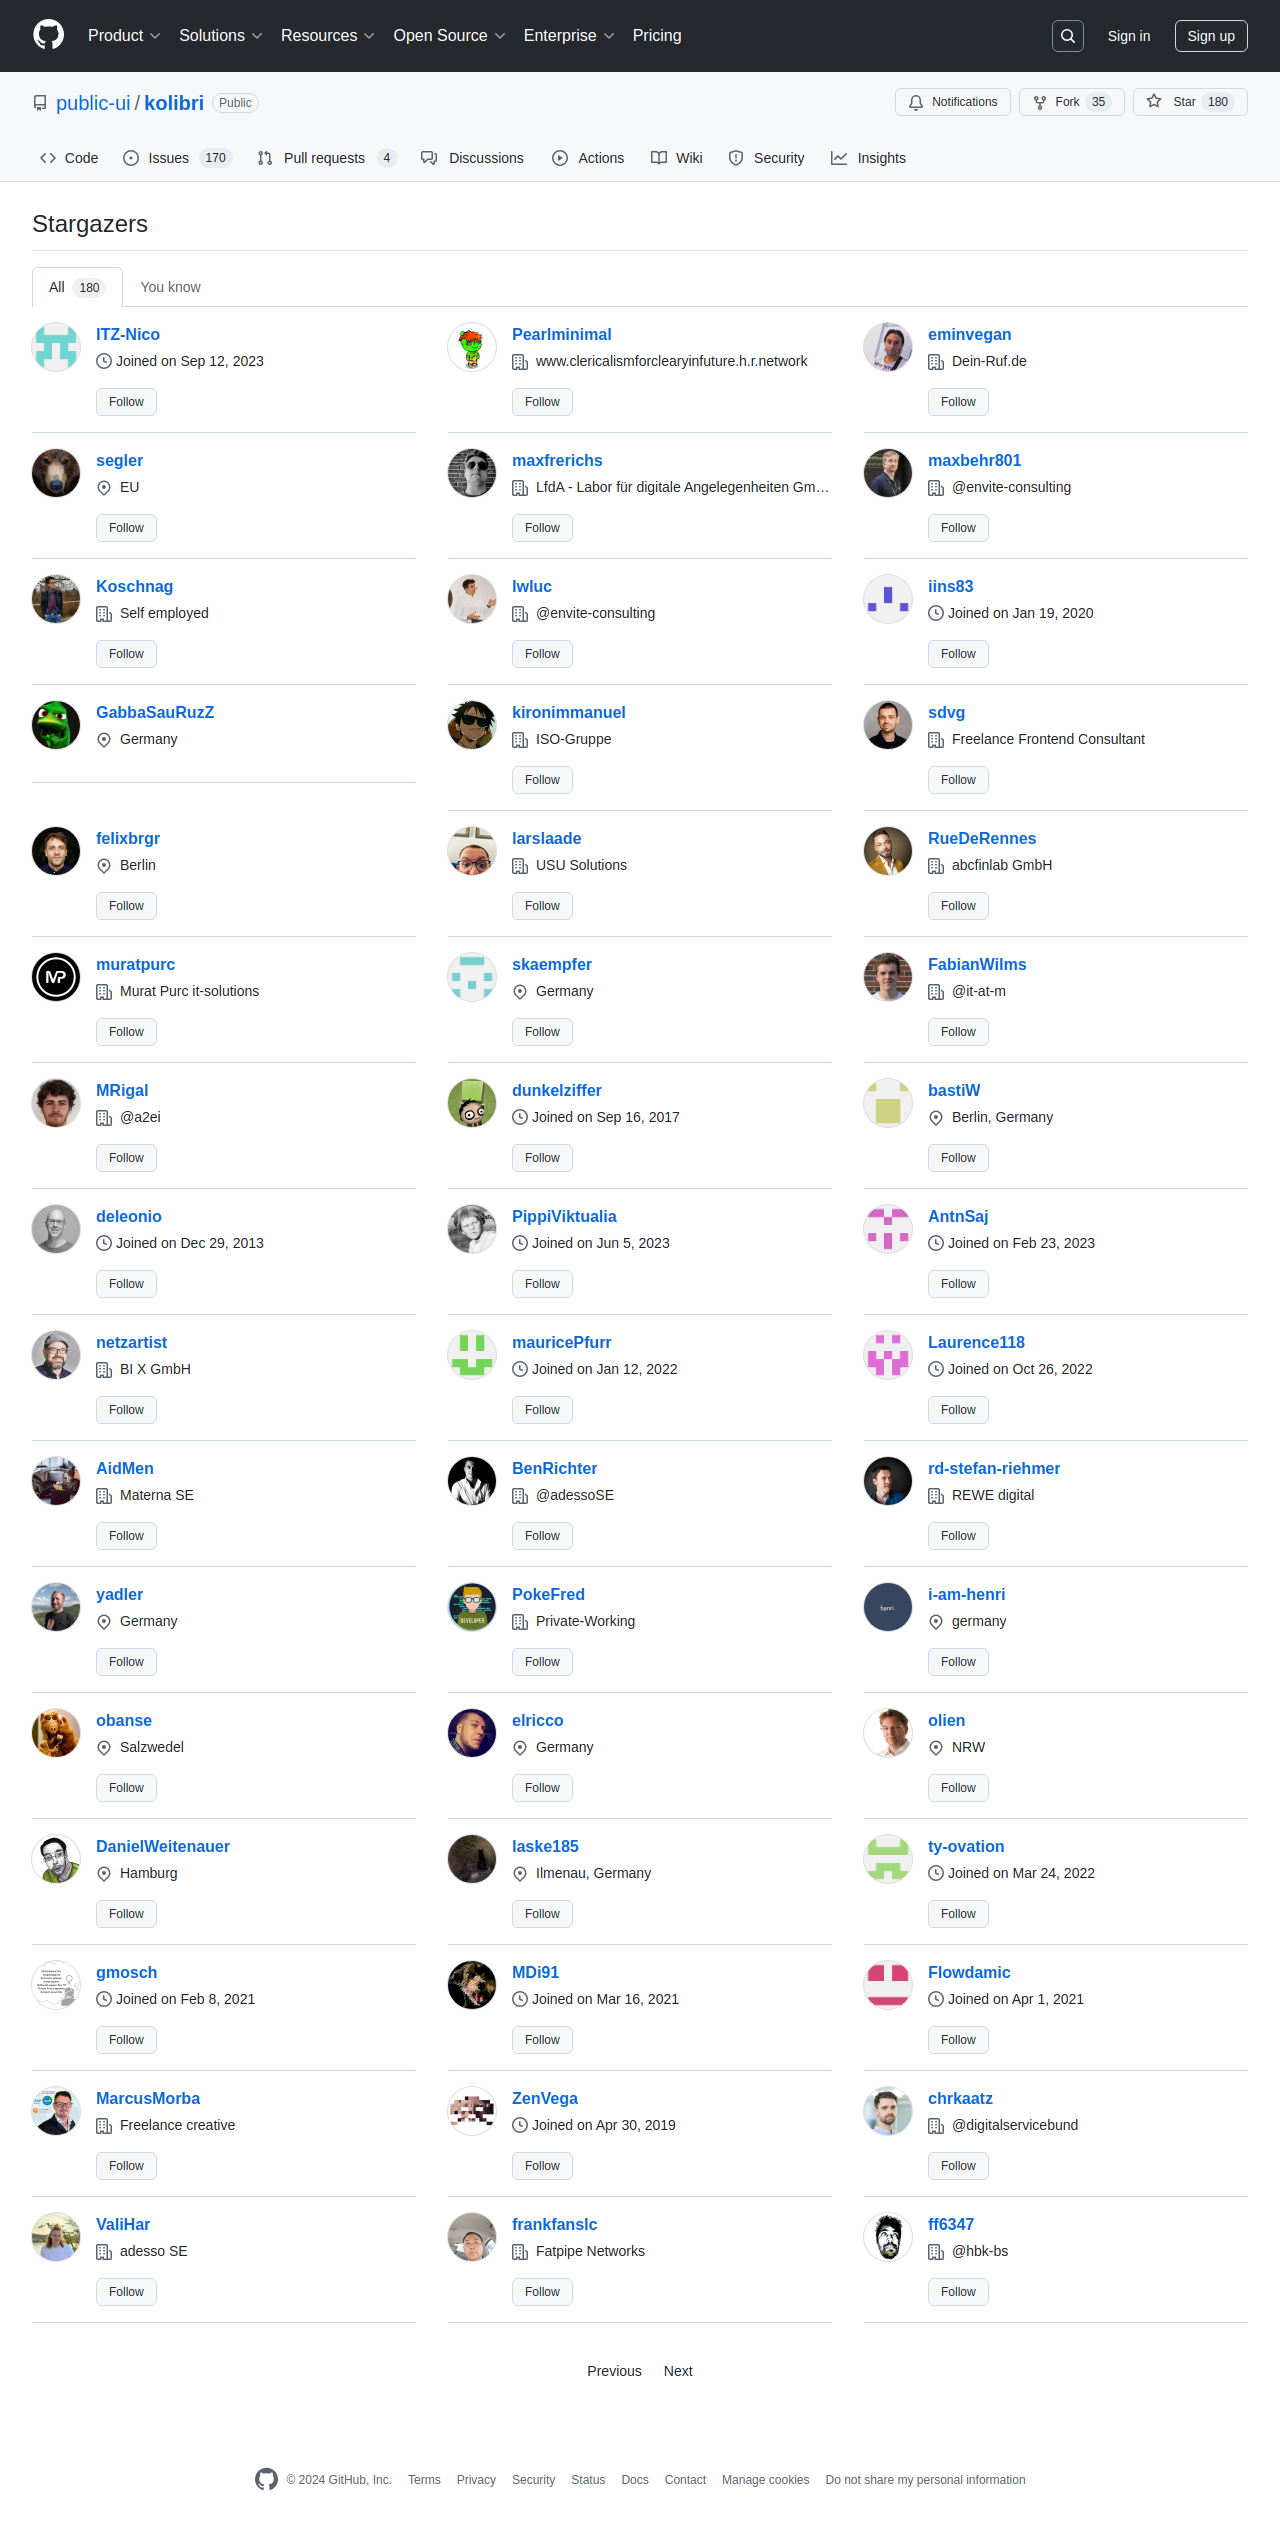 Product Solutions Resources Open Source Enterprise Pricing Sign in Sign up
public-ui / kolibri Public Notifications Fork 35 Star 180
Code Issues 170 Pull requests 4 Discussions Actions Wiki Security Insights
Stargazers
All 180 You know
ITZ-Nico Pearlminimal eminvegan
Joined on Sep 12, 2023 www.clericalismforclearyinfuture.h.r.network Dein-Ruf.de
Follow Follow Follow
segler maxfrerichs maxbehr801
EU LfdA - Labor für digitale Angelegenheiten Gm… @envite-consulting
Follow Follow Follow
Koschnag lwluc iins83
Self employed @envite-consulting Joined on Jan 19, 2020
Follow Follow Follow
GabbaSauRuzZ kironimmanuel sdvg
Germany ISO-Gruppe Freelance Frontend Consultant
Follow Follow
felixbrgr larslaade RueDeRennes
Berlin USU Solutions abcfinlab GmbH
Follow Follow Follow
muratpurc skaempfer FabianWilms
Murat Purc it-solutions Germany @it-at-m
Follow Follow Follow
MRigal dunkelziffer bastiW
@a2ei Joined on Sep 16, 2017 Berlin, Germany
Follow Follow Follow
deleonio PippiViktualia AntnSaj
Joined on Dec 29, 2013 Joined on Jun 5, 2023 Joined on Feb 23, 2023
Follow Follow Follow
netzartist mauricePfurr Laurence118
BI X GmbH Joined on Jan 12, 2022 Joined on Oct 26, 2022
Follow Follow Follow
AidMen BenRichter rd-stefan-riehmer
Materna SE @adessoSE REWE digital
Follow Follow Follow
yadler PokeFred i-am-henri
Germany Private-Working germany
Follow Follow Follow
obanse elricco olien
Salzwedel Germany NRW
Follow Follow Follow
DanielWeitenauer laske185 ty-ovation
Hamburg Ilmenau, Germany Joined on Mar 24, 2022
Follow Follow Follow
gmosch MDi91 Flowdamic
Joined on Feb 8, 2021 Joined on Mar 16, 2021 Joined on Apr 1, 2021
Follow Follow Follow
MarcusMorba ZenVega chrkaatz
Freelance creative Joined on Apr 30, 2019 @digitalservicebund
Follow Follow Follow
ValiHar frankfanslc ff6347
adesso SE Fatpipe Networks @hbk-bs
Follow Follow Follow
Previous Next
© 2024 GitHub, Inc. Terms Privacy Security Status Docs Contact Manage cookies Do not share my personal information